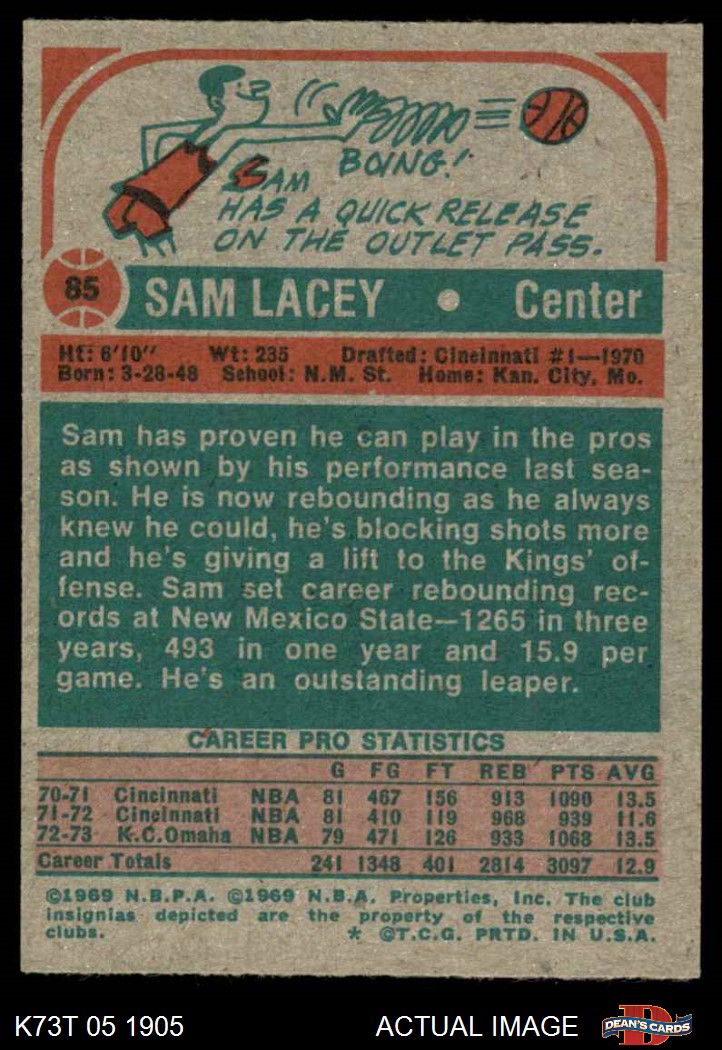 BOING!
SAM
HAS A QUICK RELEASE
ON THE OUTLET PASS.
85 SAM LACEY • Center
Ht: 6'10" Wt: 235 Drafted: Cincinnati #1—1970
Born: 3-28-48 School: N.M. St. Home: Kan. City, Mo.
Sam has proven he can play in the pros
as shown by his performance last sea-
son. He is now rebounding as he always
knew he could, he's blocking shots more
and he's giving a lift to the Kings' of-
fense. Sam set career rebounding rec-
ords at New Mexico State—1265 in three
years, 493 in one year and 15.9 per
game. He's an outstanding leaper.
CAREER PRO STATISTICS
G FG FT REB PTS AVG
70-71 Cincinnati NBA 81 467 156 913 1090 13.5
71-72 Cincinnati NBA 81 410 119 968 939 11.6
72-73 K.C.Omaha NBA 79 471 126 933 1068 13.5
Career Totals 241 1348 401 2814 3097 12.9
©1969 N.B.P.A. ©1969 N.B.A. Properties, Inc. The club
insignias depicted are the property of the respective
clubs. * ©T.C.G. PRTD. IN U.S.A.
K73T 05 1905 ACTUAL IMAGE D DEAN'S CARDS